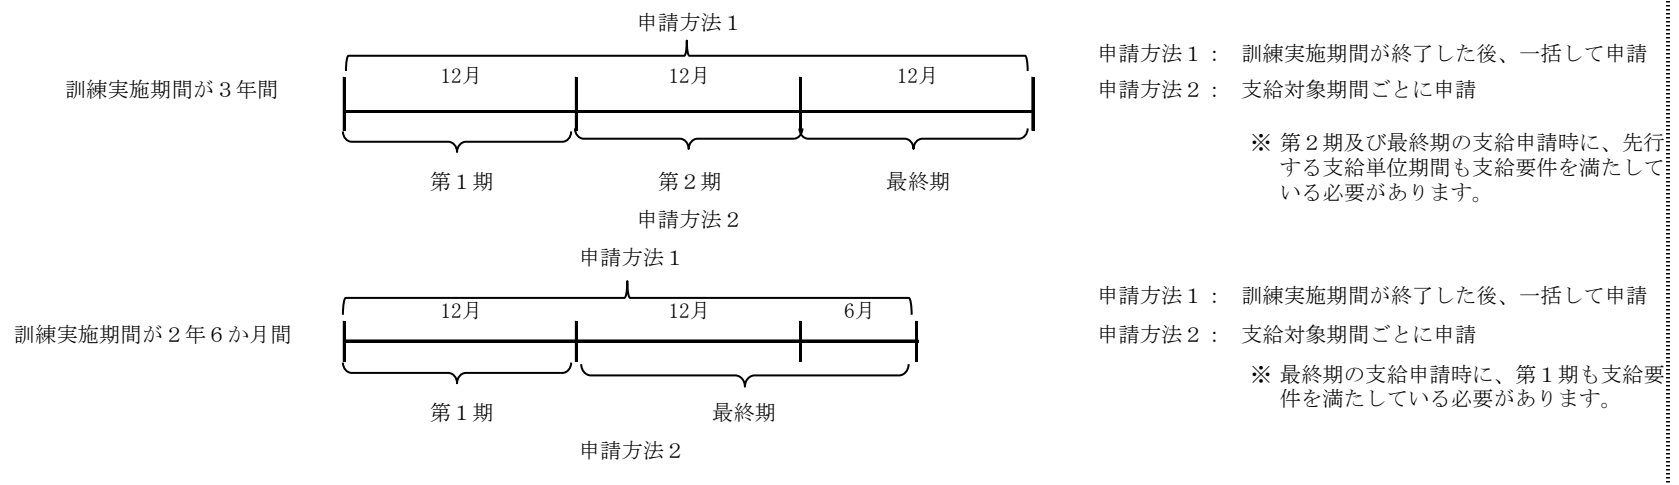 申請方法１
12月 12月 12月
訓練実施期間が３年間
第１期 第２期 最終期
申請方法２
申請方法１： 訓練実施期間が終了した後、一括して申請
申請方法２： 支給対象期間ごとに申請
※ 第２期及び最終期の支給申請時に、先行
する支給単位期間も支給要件を満たして
いる必要があります。
申請方法１
12月 12月 6月
訓練実施期間が２年６か月間
第１期 最終期
申請方法２
申請方法１： 訓練実施期間が終了した後、一括して申請
申請方法２： 支給対象期間ごとに申請
※ 最終期の支給申請時に、第１期も支給要
件を満たしている必要があります。